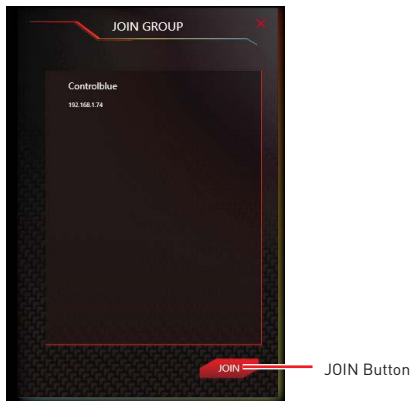 JOIN GROUP
Controlblue
192.168.1.74
JOIN
JOIN Button